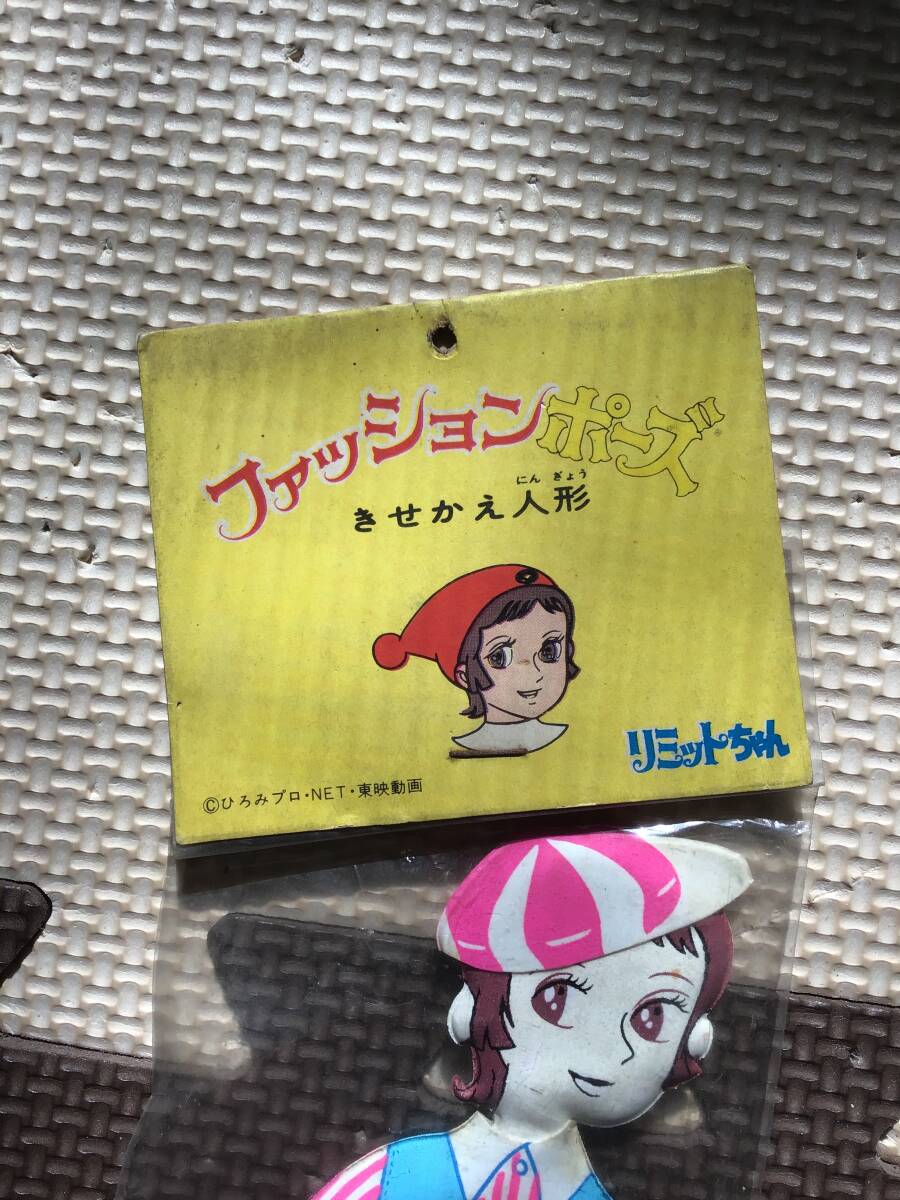 ファッションポーズ
にんぎょう
きせかえ人形
リミットちゃん
©ひろみプロ・NET・東映動画